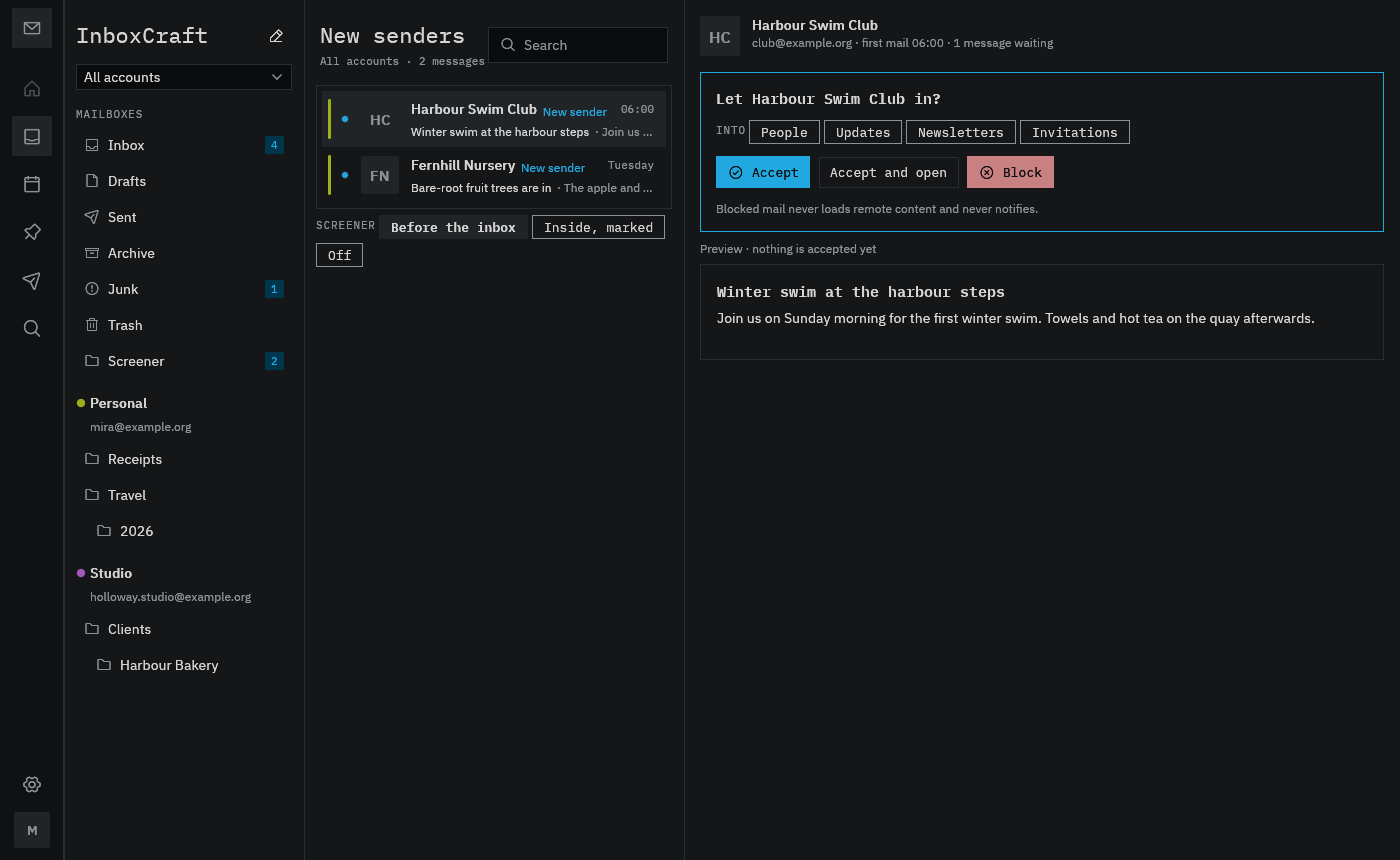 InboxCraft
All accounts
MAILBOXES
Inbox 4
Drafts
Sent
Archive
Junk 1
Trash
Screener 2
Personal
mira@example.org
Receipts
Travel
2026
Studio
holloway.studio@example.org
Clients
Harbour Bakery
M
New senders
All accounts · 2 messages
Search
HC
Harbour Swim Club New sender 06:00
Winter swim at the harbour steps · Join us ...
FN
Fernhill Nursery New sender Tuesday
Bare-root fruit trees are in · The apple and ...
SCREENER Before the inbox Inside, marked
Off
HC
Harbour Swim Club
club@example.org · first mail 06:00 · 1 message waiting
Let Harbour Swim Club in?
INTO People Updates Newsletters Invitations
Accept Accept and open Block
Blocked mail never loads remote content and never notifies.
Preview · nothing is accepted yet
Winter swim at the harbour steps
Join us on Sunday morning for the first winter swim. Towels and hot tea on the quay afterwards.